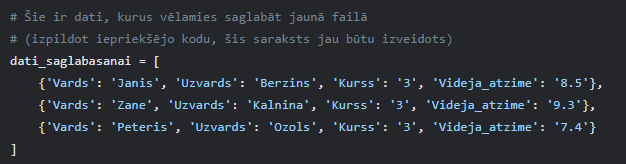 # Šie ir dati, kurus vēlamies saglabāt jaunā failā
# (izpildot iepriekšējo kodu, šis saraksts jau būtu izveidots)
dati_saglabasanai = [
    {'Vards': 'Janis', 'Uzvards': 'Berzins', 'Kurss': '3', 'Videja_atzime': '8.5'},
    {'Vards': 'Zane', 'Uzvards': 'Kalnina', 'Kurss': '3', 'Videja_atzime': '9.3'},
    {'Vards': 'Peteris', 'Uzvards': 'Ozols', 'Kurss': '3', 'Videja_atzime': '7.4'}
]